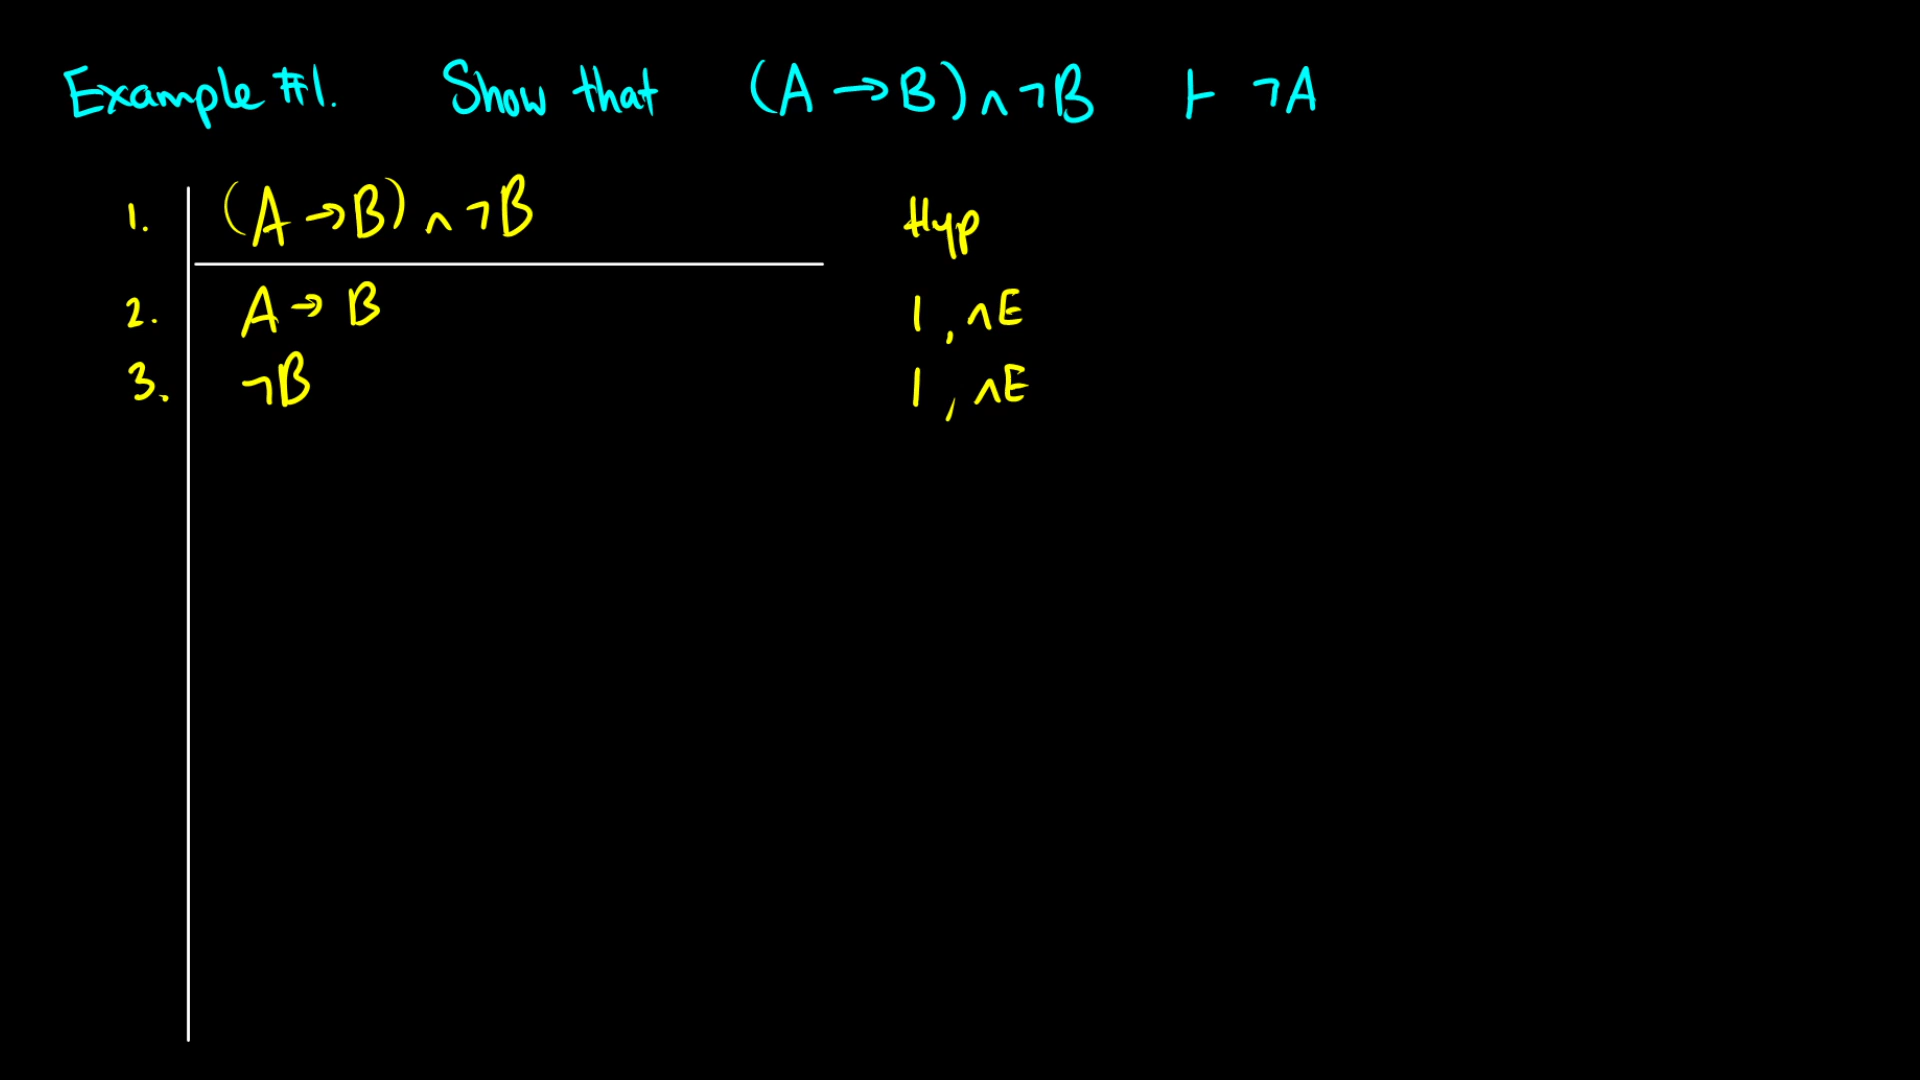 Example #1. Show that (A → B) ∧ ¬B ⊢ ¬A
1. (A → B) ∧ ¬B Hyp
2. A → B 1, ∧E
3. ¬B 1, ∧E